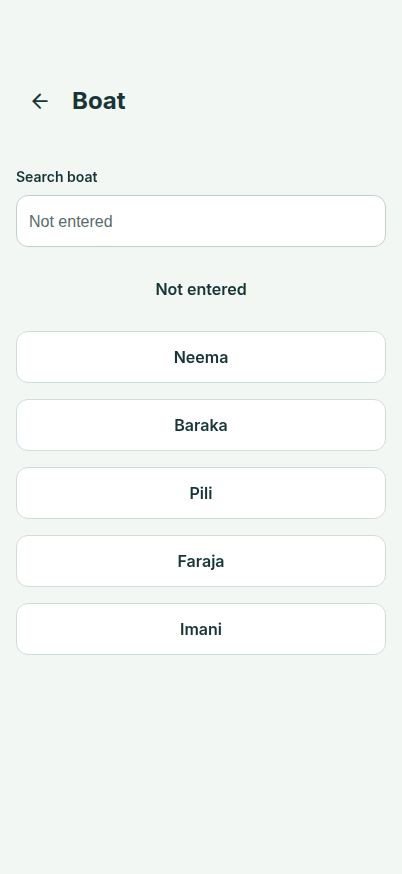 Boat
Search boat
Not entered
Not entered
Neema
Baraka
Pili
Faraja
Imani